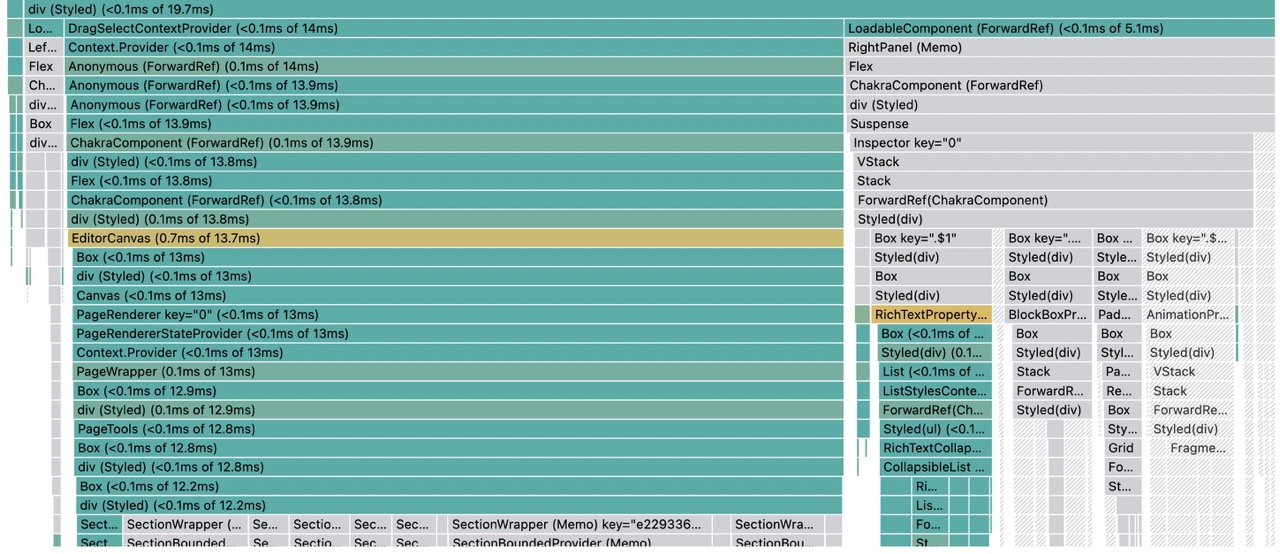 div (Styled) (<0.1ms of 19.7ms)
Lo... DragSelectContextProvider (<0.1ms of 14ms) LoadableComponent (ForwardRef) (<0.1ms of 5.1ms)
Lef... Context.Provider (<0.1ms of 14ms) RightPanel (Memo)
Flex Anonymous (ForwardRef) (0.1ms of 14ms) Flex
Ch... Anonymous (ForwardRef) (<0.1ms of 13.9ms) ChakraComponent (ForwardRef)
div... Anonymous (ForwardRef) (<0.1ms of 13.9ms) div (Styled)
Box Flex (<0.1ms of 13.9ms) Suspense
div... ChakraComponent (ForwardRef) (0.1ms of 13.9ms) Inspector key="0"
div (Styled) (<0.1ms of 13.8ms) VStack
Flex (<0.1ms of 13.8ms) Stack
ChakraComponent (ForwardRef) (<0.1ms of 13.8ms) ForwardRef(ChakraComponent)
div (Styled) (0.1ms of 13.8ms) Styled(div)
EditorCanvas (0.7ms of 13.7ms) Box key=".$1" Box key=".... Box ... Box key=".$...
Box (<0.1ms of 13ms) Styled(div) Styled(div) Style... Styled(div)
div (Styled) (<0.1ms of 13ms) Box Box Box Box
Canvas (<0.1ms of 13ms) Styled(div) Styled(div) Style... Styled(div)
PageRenderer key="0" (<0.1ms of 13ms) RichTextProperty... BlockBoxPr... Pad... AnimationPr...
PageRendererStateProvider (<0.1ms of 13ms) Box (<0.1ms of ... Box Box Box
Context.Provider (<0.1ms of 13ms) Styled(div) (0.1... Styled(div) Styl... Styled(div)
PageWrapper (0.1ms of 13ms) List (<0.1ms of ... Stack Pa... VStack
Box (<0.1ms of 12.9ms) ListStylesConte... ForwardR... Re... Stack
div (Styled) (0.1ms of 12.9ms) ForwardRef(Ch... Styled(div) Box ForwardRe...
PageTools (<0.1ms of 12.8ms) Styled(ul) (<0.1... Sty... Styled(div)
Box (<0.1ms of 12.8ms) RichTextCollap... Grid Fragme...
div (Styled) (<0.1ms of 12.8ms) CollapsibleList ... Fo...
Box (<0.1ms of 12.2ms) Ri... St...
div (Styled) (<0.1ms of 12.2ms) Lis...
Sect... SectionWrapper (... Se... Sectio... Sec... Sec... SectionWrapper (Memo) key="e229336... SectionWra... Fo...
Sect... SectionBounded... Se... Sectio... Sec... Sec... SectionBoundedProvider (Memo) SectionBou... St...